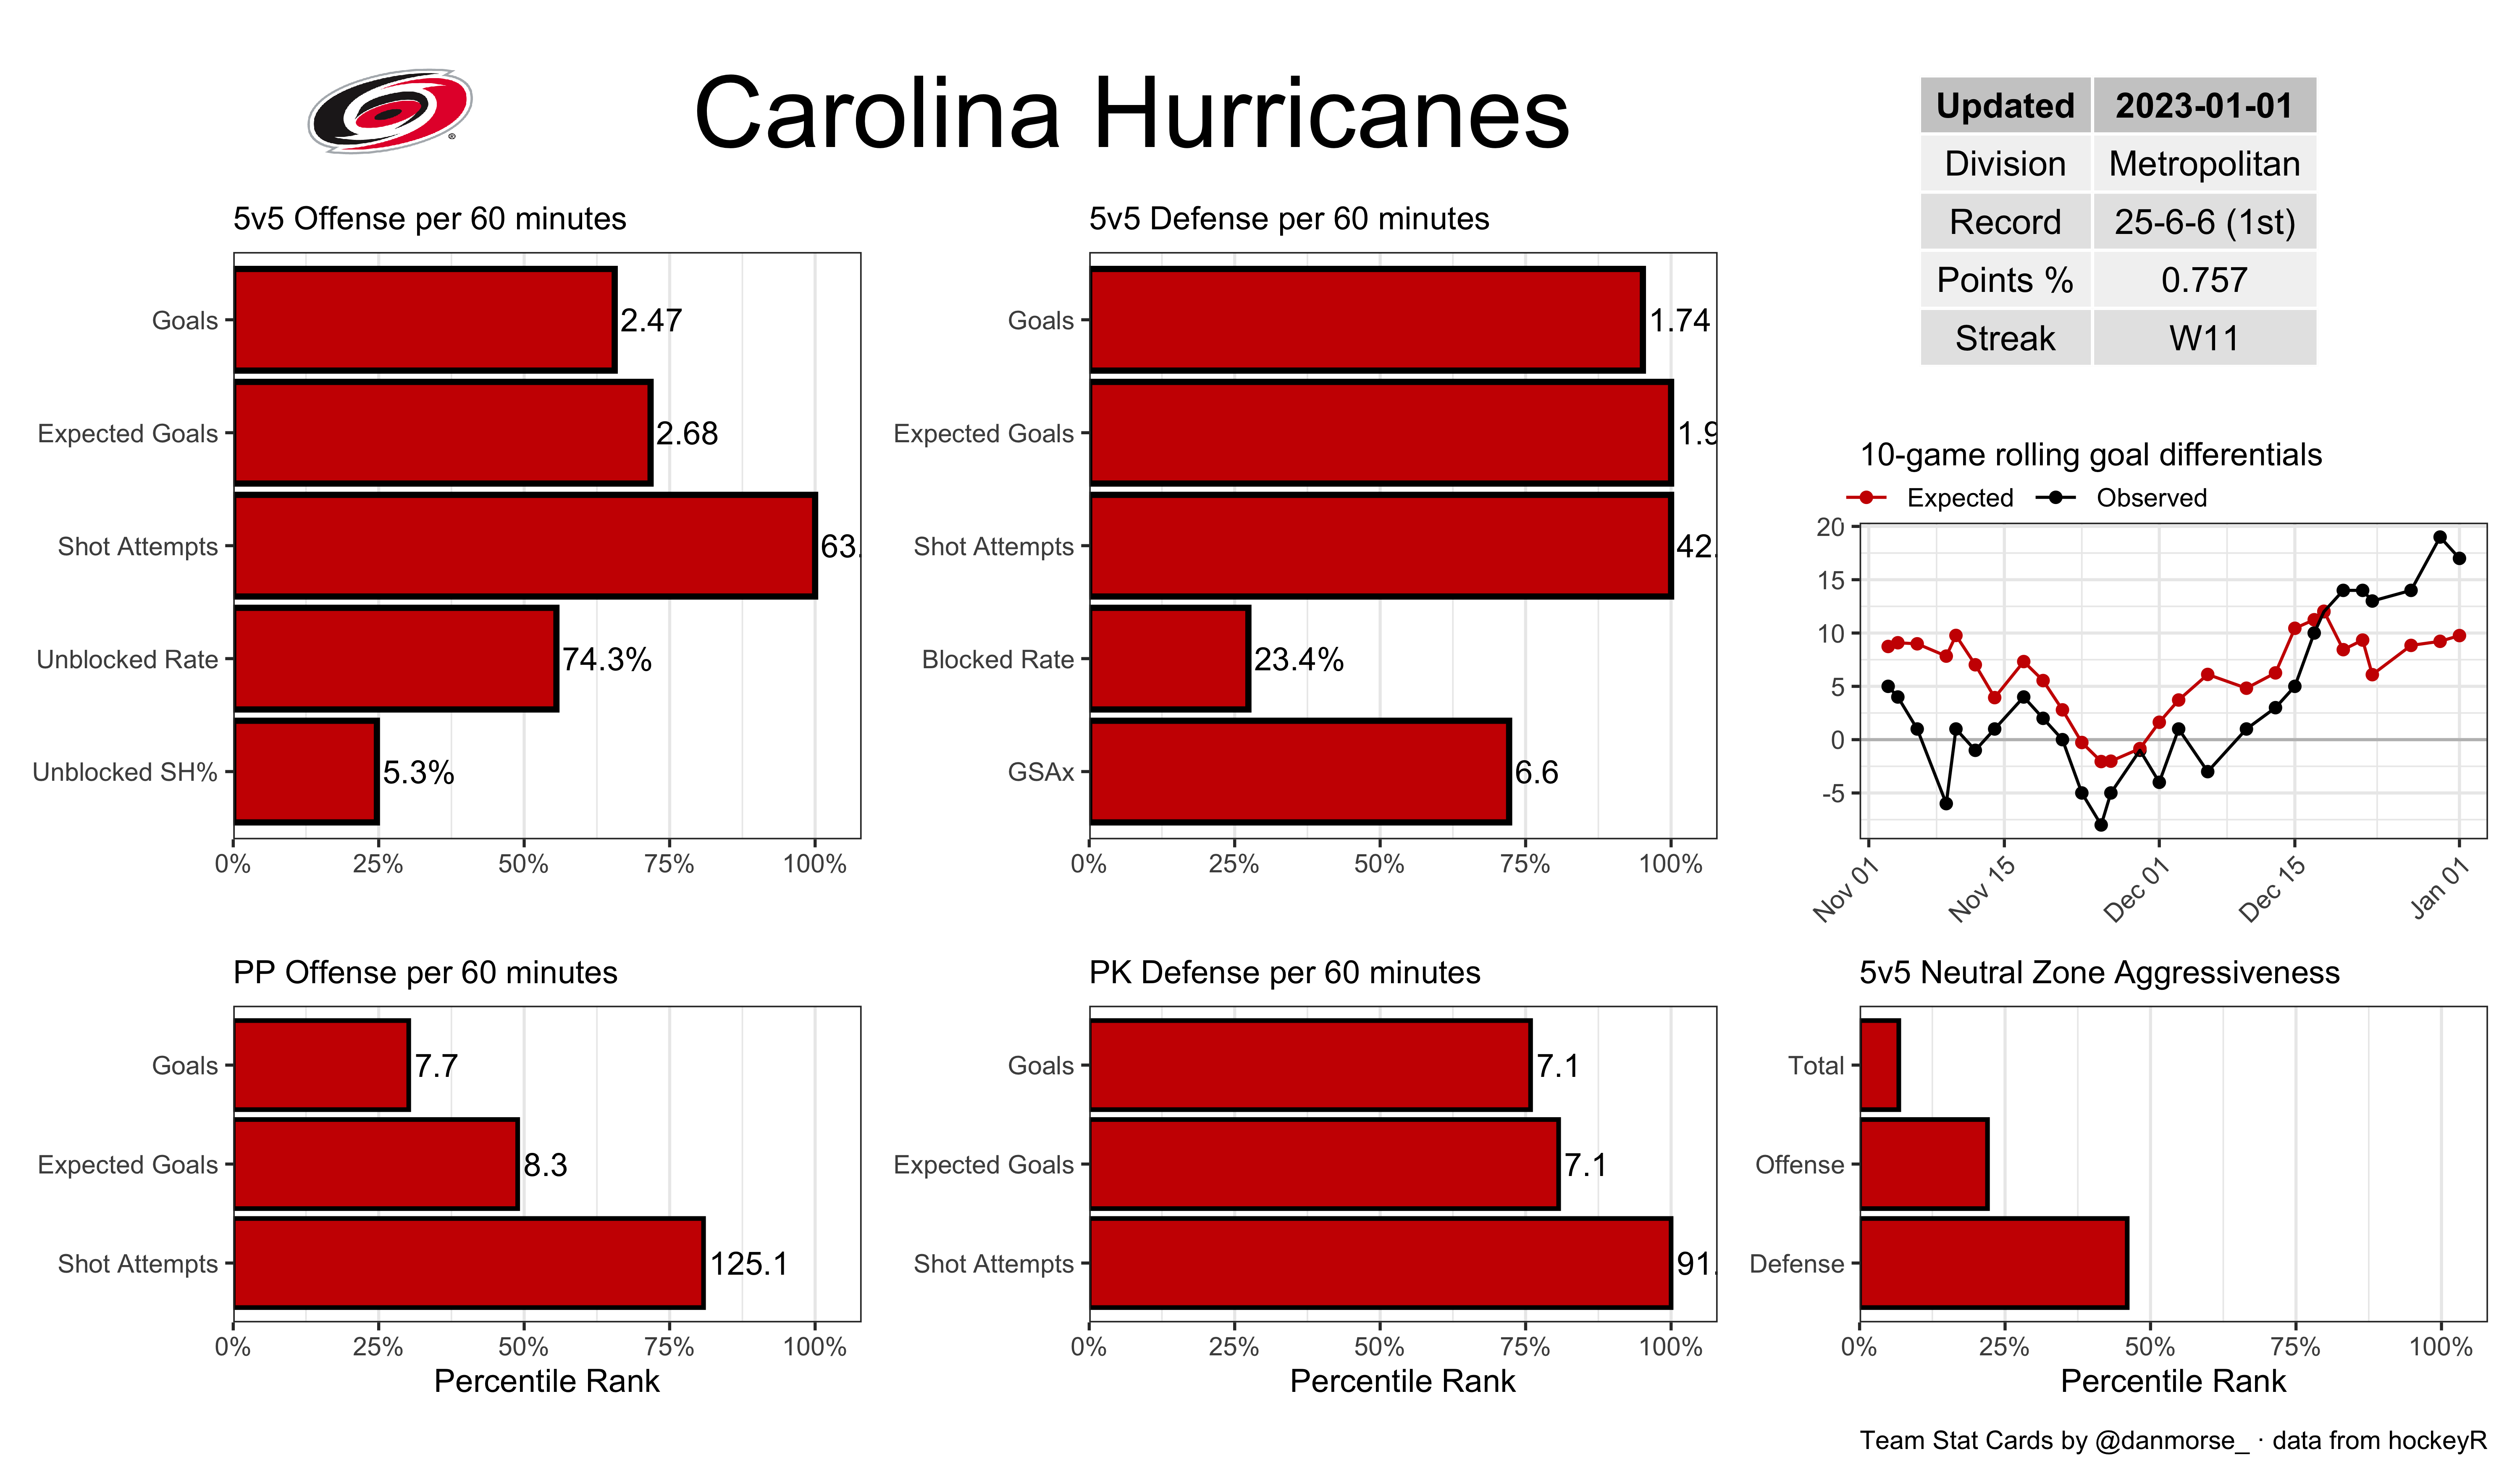 Carolina Hurricanes
Updated 2023-01-01
Division Metropolitan
Record 25-6-6 (1st)
Points % 0.757
Streak W11
5v5 Offense per 60 minutes
Goals 2.47
Expected Goals 2.68
Shot Attempts 63.
Unblocked Rate 74.3%
Unblocked SH% 5.3%
0% 25% 50% 75% 100%
5v5 Defense per 60 minutes
Goals 1.74
Expected Goals 1.9
Shot Attempts 42.
Blocked Rate 23.4%
GSAx 6.6
0% 25% 50% 75% 100%
10-game rolling goal differentials
Expected Observed
20
15
10
5
0
-5
Nov 01 Nov 15 Dec 01 Dec 15 Jan 01
PP Offense per 60 minutes
Goals 7.7
Expected Goals 8.3
Shot Attempts 125.1
0% 25% 50% 75% 100%
Percentile Rank
PK Defense per 60 minutes
Goals 7.1
Expected Goals 7.1
Shot Attempts 91.
0% 25% 50% 75% 100%
Percentile Rank
5v5 Neutral Zone Aggressiveness
Total
Offense
Defense
0% 25% 50% 75% 100%
Percentile Rank
Team Stat Cards by @danmorse_ · data from hockeyR